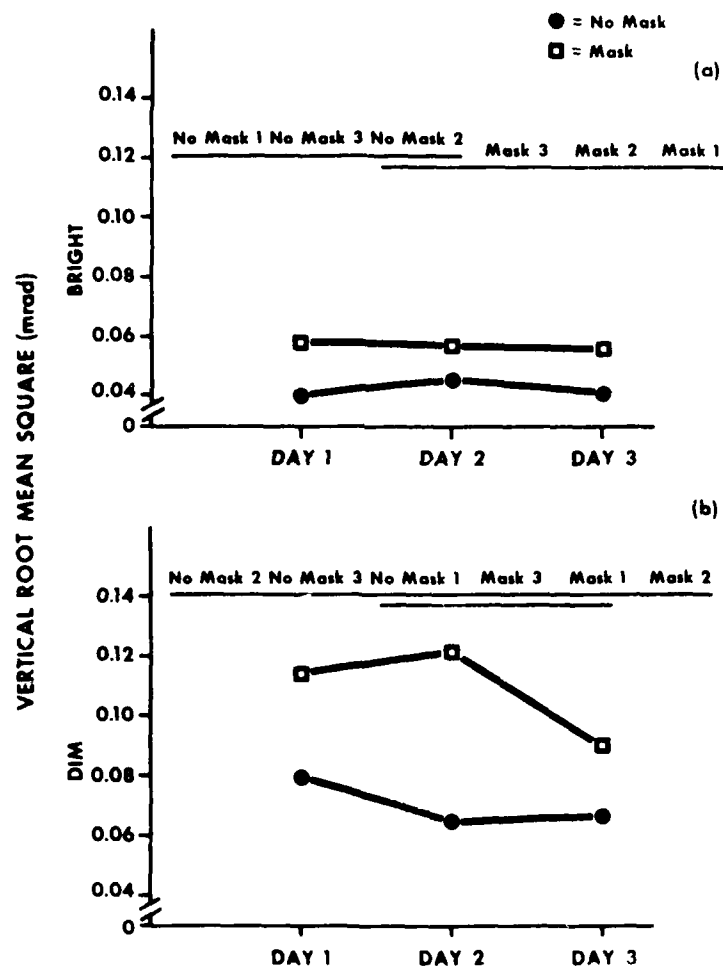 ● = No Mask
□ = Mask
(a)
VERTICAL ROOT MEAN SQUARE (mrad)
BRIGHT
0.14
0.12
0.10
0.08
0.06
0.04
0
No Mask 1 No Mask 3 No Mask 2
Mask 3 Mask 2 Mask 1
DAY 1 DAY 2 DAY 3
(b)
DIM
No Mask 2 No Mask 3 No Mask 1 Mask 3 Mask 1 Mask 2
0.14
0.12
0.10
0.08
0.06
0.04
0
DAY 1 DAY 2 DAY 3